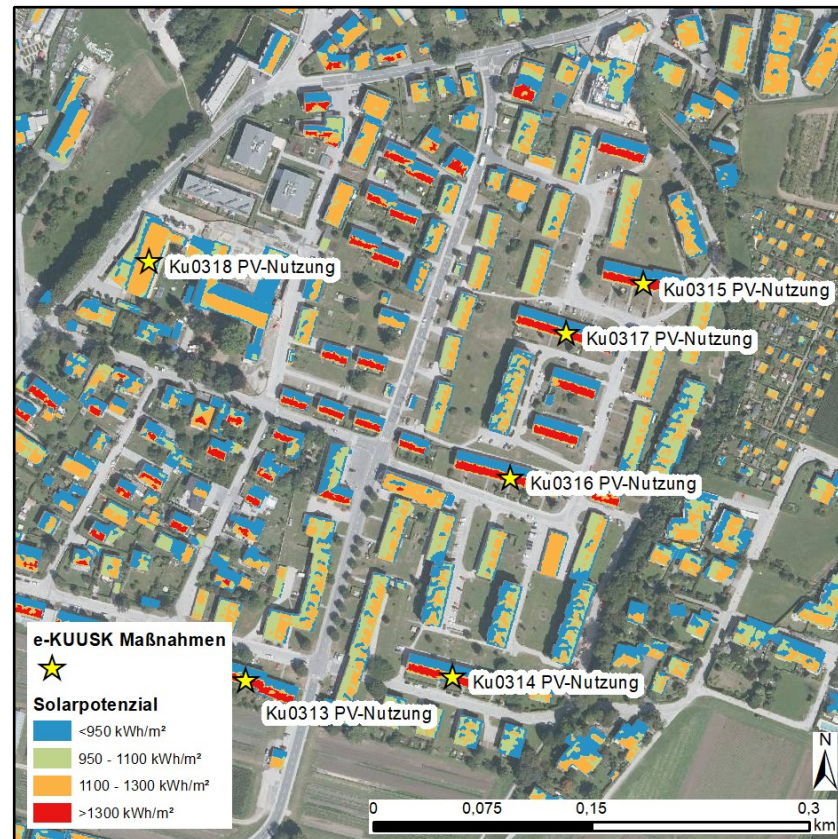 Ku0318 PV-Nutzung
Ku0315 PV-Nutzung
Ku0317 PV-Nutzung
Ku0316 PV-Nutzung
Ku0314 PV-Nutzung
Ku0313 PV-Nutzung
e-KUUSK Maßnahmen
Solarpotenzial
<950 kWh/m²
950 - 1100 kWh/m²
1100 - 1300 kWh/m²
>1300 kWh/m²
N
0 0,075 0,15 0,3
km